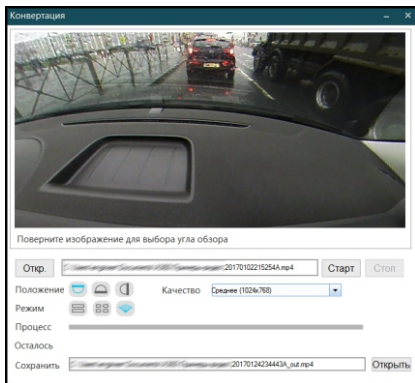 Конвертация
Поверните изображение для выбора угла обзора
Откр. 20170102215254A.mp4 Старт Стоп
Положение Качество Среднее (1024x768)
Режим
Процесс
Осталось
Сохранить 20170124234443A_out.mp4 Открыть